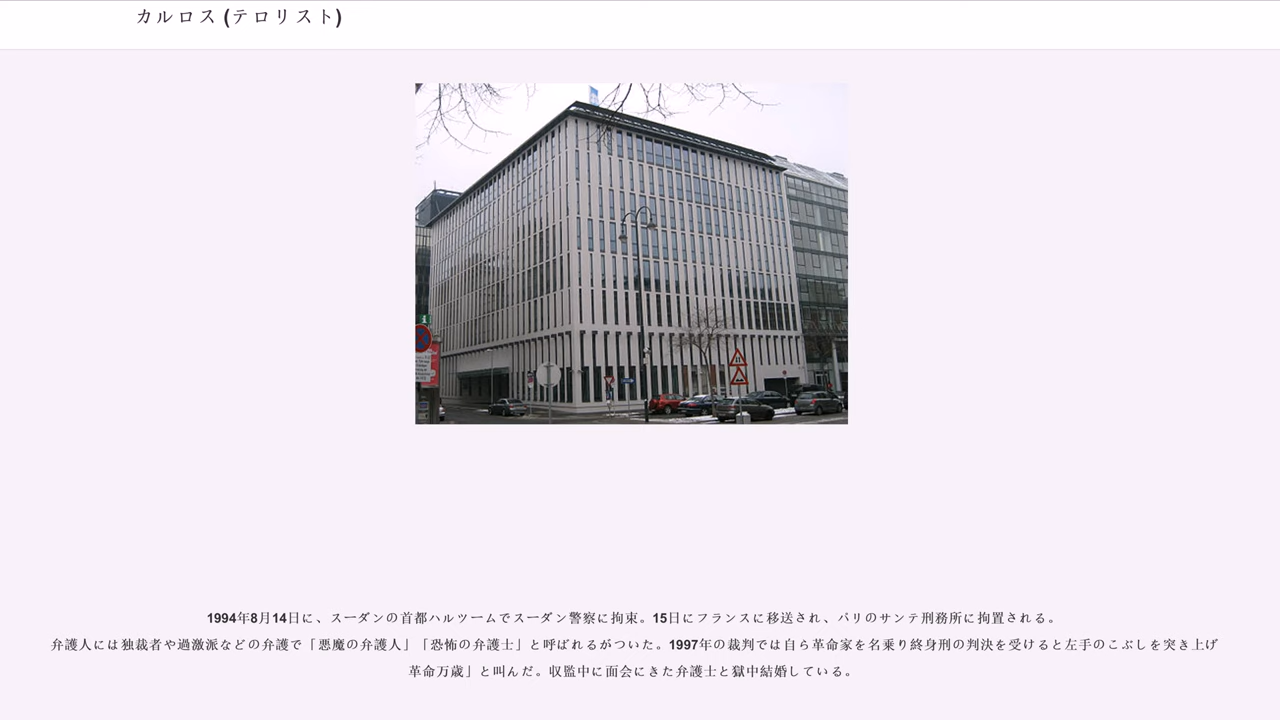 カルロス (テロリスト)
1994年8月14日に、スーダンの首都ハルツームでスーダン警察に拘束。15日にフランスに移送され、パリのサンテ刑務所に拘置される。
弁護人には独裁者や過激派などの弁護で「悪魔の弁護人」「恐怖の弁護士」と呼ばれるがついた。1997年の裁判では自ら革命家を名乗り終身刑の判決を受けると左手のこぶしを突き上げ
革命万歳」と叫んだ。収監中に面会にきた弁護士と獄中結婚している。